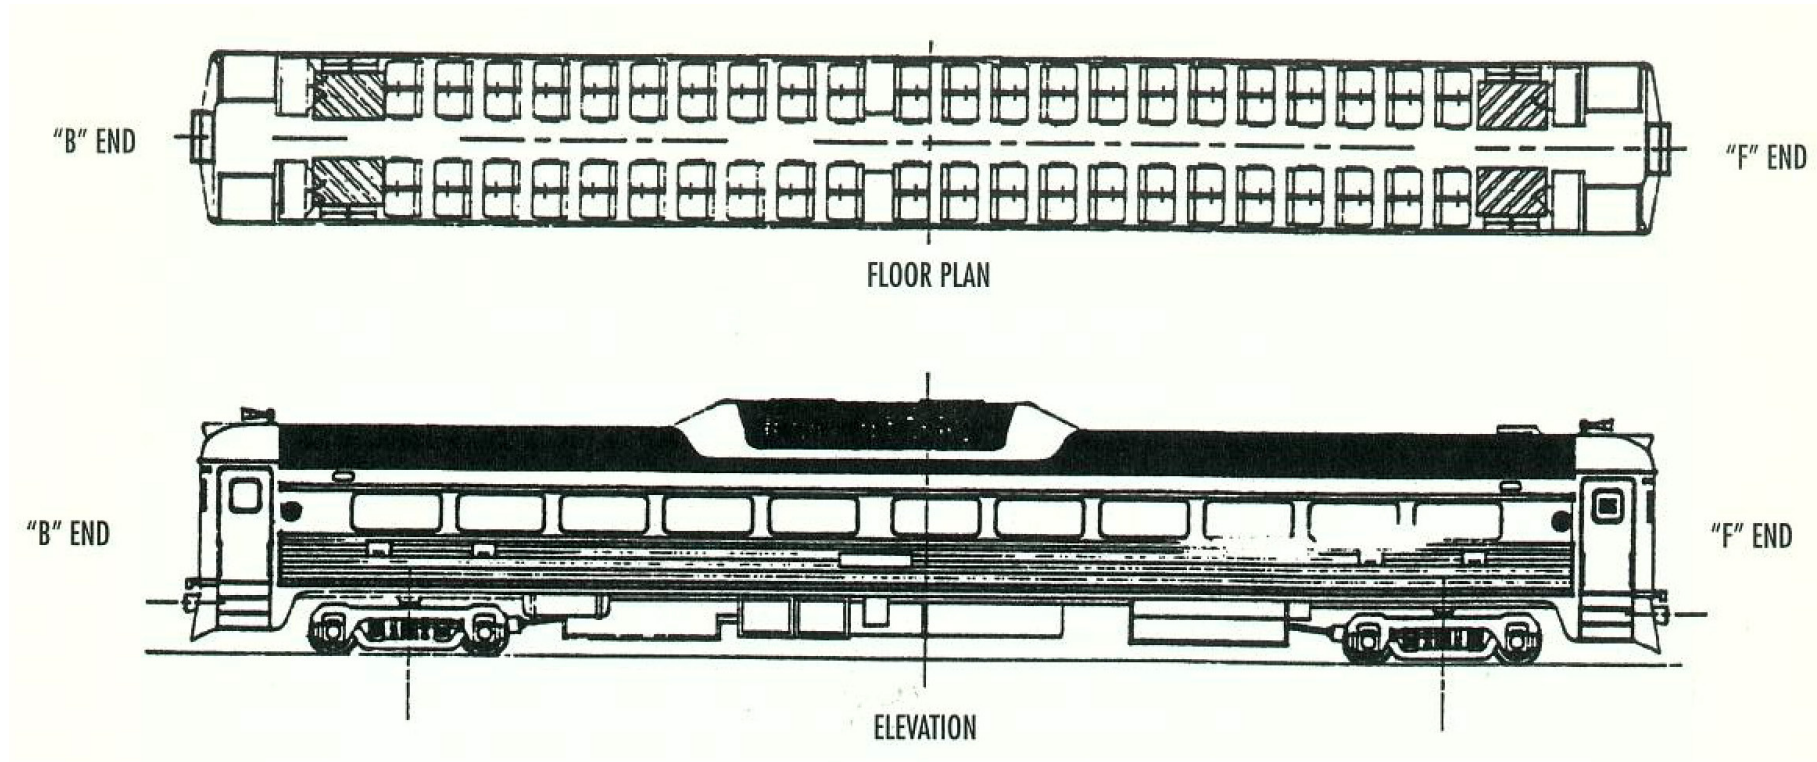 "B" END
"F" END
FLOOR PLAN
"B" END
"F" END
ELEVATION